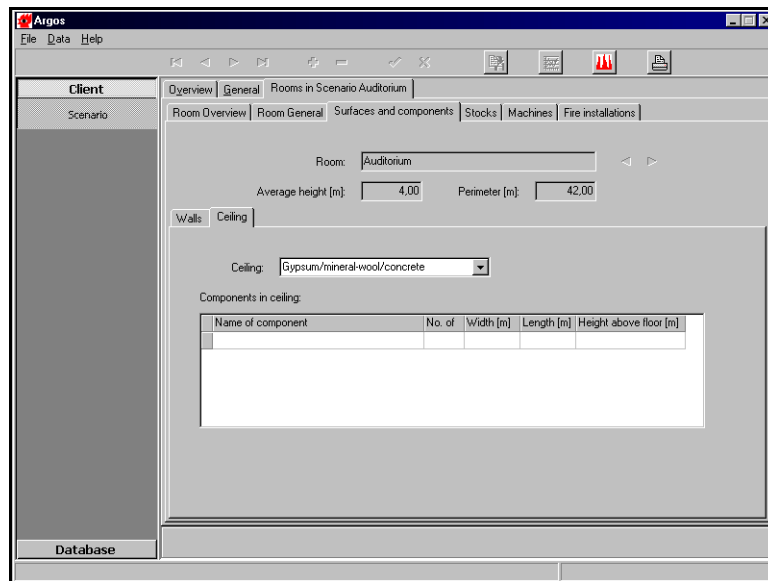 Argos
File Data Help
Client
Scenario
Database
Overview General Rooms in Scenario Auditorium
Room Overview Room General Surfaces and components Stocks Machines Fire installations
Room: Auditorium
Average height [m]: 4,00 Perimeter [m]: 42,00
Walls Ceiling
Ceiling: Gypsum/mineral-wool/concrete
Components in ceiling:
Name of component No. of Width [m] Length [m] Height above floor [m]